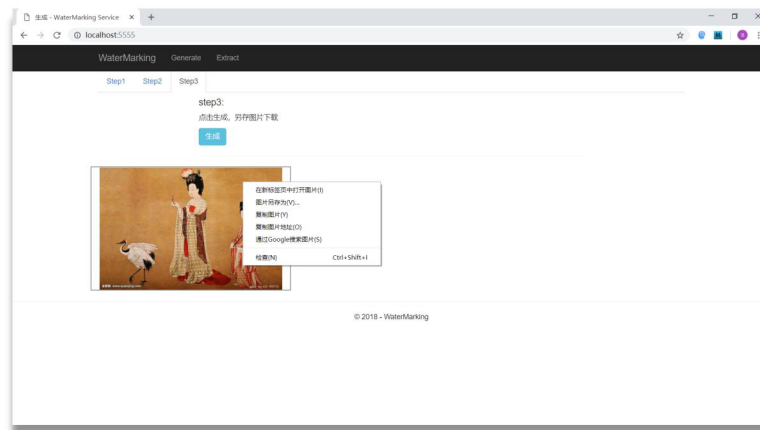 生成 - WaterMarking Service
localhost:5555
WaterMarking Generate Extract
Step1 Step2 Step3
step3:
点击生成，另存图片下载
生成
在新标签页中打开图片(I)
图片另存为(V)...
复制图片(Y)
复制图片地址(O)
通过Google搜索图片(S)
检查(N) Ctrl+Shift+I
© 2018 - WaterMarking